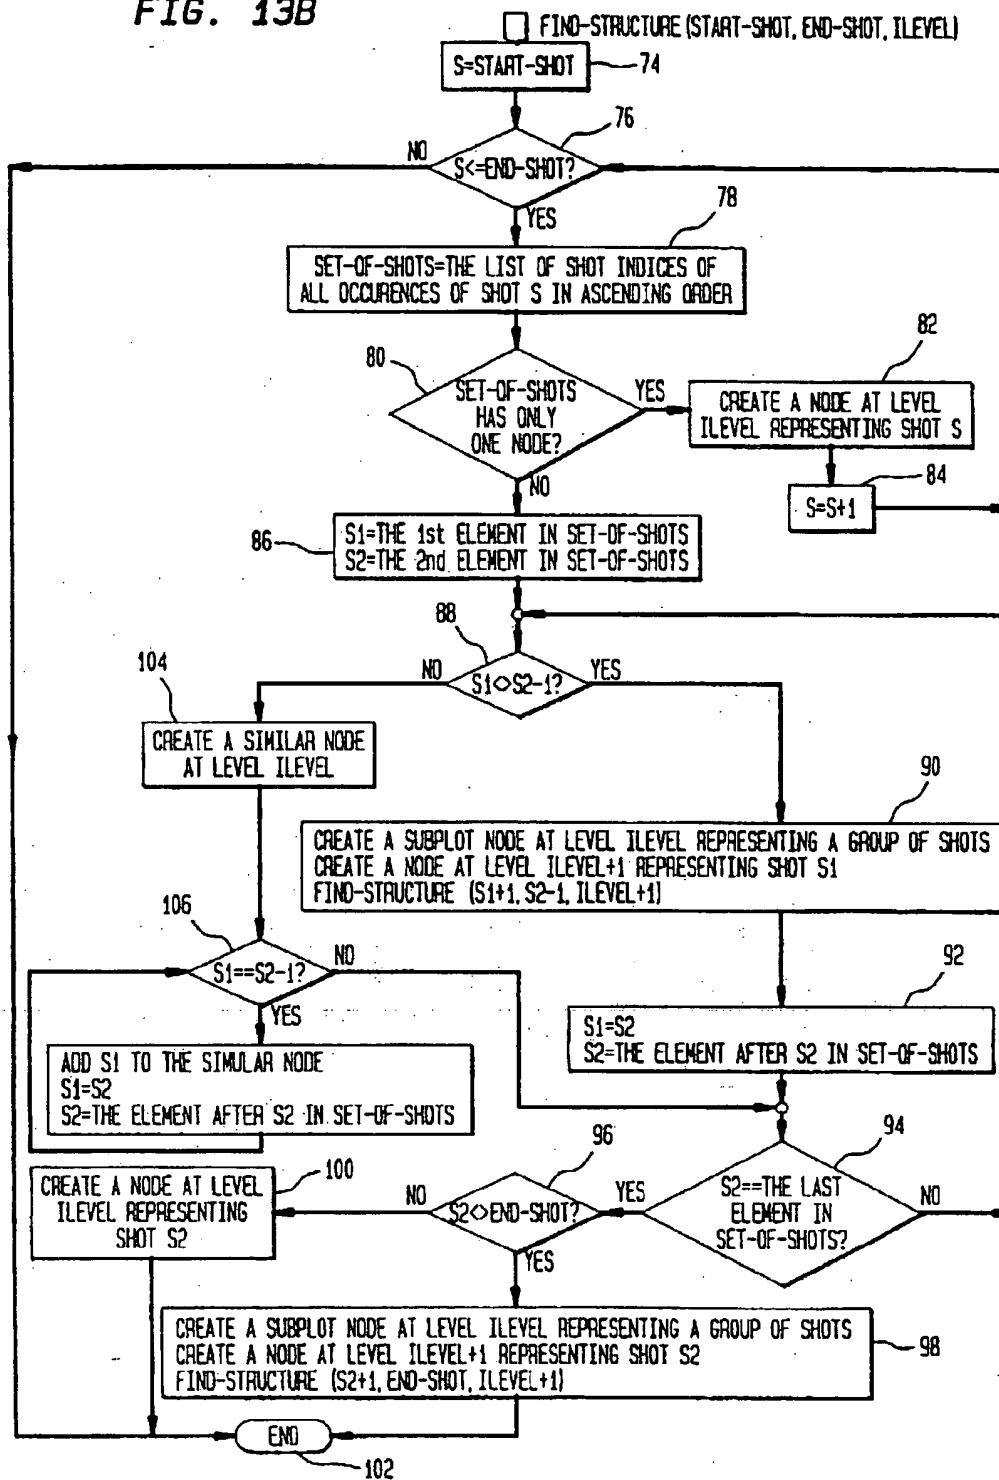 FIG. 13B
FIND-STRUCTURE (START-SHOT, END-SHOT, ILEVEL)
S=START-SHOT
74
76
NO
S<=END-SHOT?
YES
78
SET-OF-SHOTS=THE LIST OF SHOT INDICES OF
ALL OCCURENCES OF SHOT S IN ASCENDING ORDER
80
SET-OF-SHOTS
HAS ONLY
ONE NODE?
YES
82
CREATE A NODE AT LEVEL
ILEVEL REPRESENTING SHOT S
NO
84
S=S+1
86
S1=THE 1st ELEMENT IN SET-OF-SHOTS
S2=THE 2nd ELEMENT IN SET-OF-SHOTS
88
NO
S1<>S2-1?
YES
104
CREATE A SIMILAR NODE
AT LEVEL ILEVEL
90
CREATE A SUBPLOT NODE AT LEVEL ILEVEL REPRESENTING A GROUP OF SHOTS
CREATE A NODE AT LEVEL ILEVEL+1 REPRESENTING SHOT S1
FIND-STRUCTURE (S1+1, S2-1, ILEVEL+1)
106
S1==S2-1?
NO
YES
92
S1=S2
S2=THE ELEMENT AFTER S2 IN SET-OF-SHOTS
ADD S1 TO THE SIMULAR NODE
S1=S2
S2=THE ELEMENT AFTER S2 IN SET-OF-SHOTS
94
S2==THE LAST
ELEMENT IN
SET-OF-SHOTS?
YES
NO
96
S2<>END-SHOT?
NO
YES
100
CREATE A NODE AT LEVEL
ILEVEL REPRESENTING
SHOT S2
CREATE A SUBPLOT NODE AT LEVEL ILEVEL REPRESENTING A GROUP OF SHOTS
CREATE A NODE AT LEVEL ILEVEL+1 REPRESENTING SHOT S2
FIND-STRUCTURE (S2+1, END-SHOT, ILEVEL+1)
98
END
102